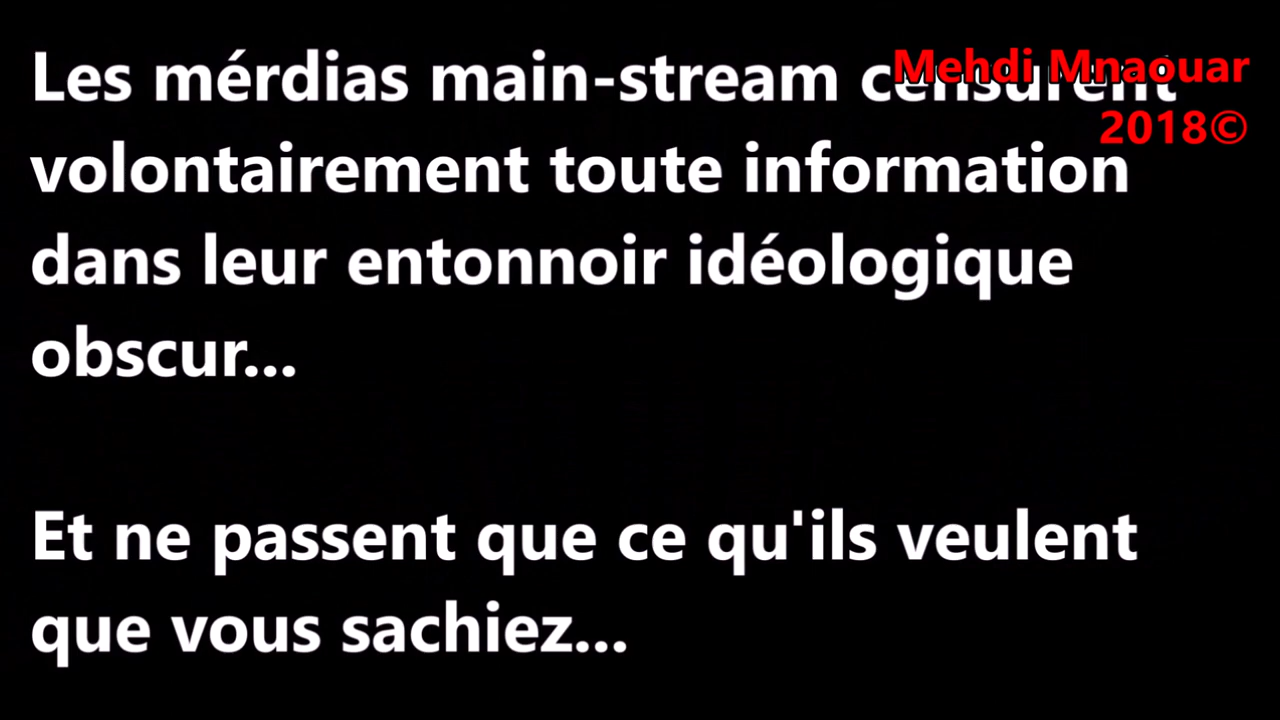 Les mérdias main-stream censurent
Mehdi Mnaouar
2018©
volontairement toute information
dans leur entonnoir idéologique
obscur...
Et ne passent que ce qu'ils veulent
que vous sachiez...